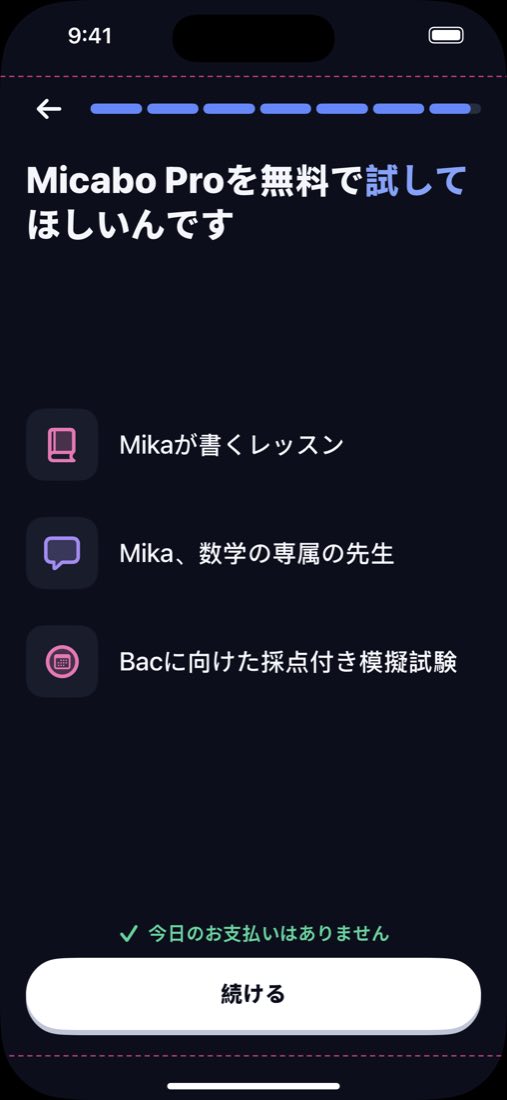 9:41
Micabo Proを無料で試して
ほしいんです
Mikaが書くレッスン
Mika、数学の専属の先生
Bacに向けた採点付き模擬試験
今日のお支払いはありません
続ける